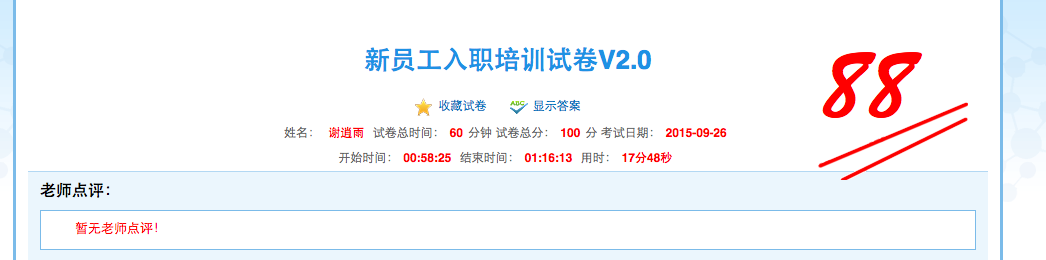 新员工入职培训试卷V2.0
88
收藏试卷 ABC 显示答案
姓名： 谢逍雨 试卷总时间： 60 分钟 试卷总分： 100 分 考试日期： 2015-09-26
开始时间： 00:58:25 结束时间： 01:16:13 用时： 17分48秒
老师点评：
暂无老师点评！